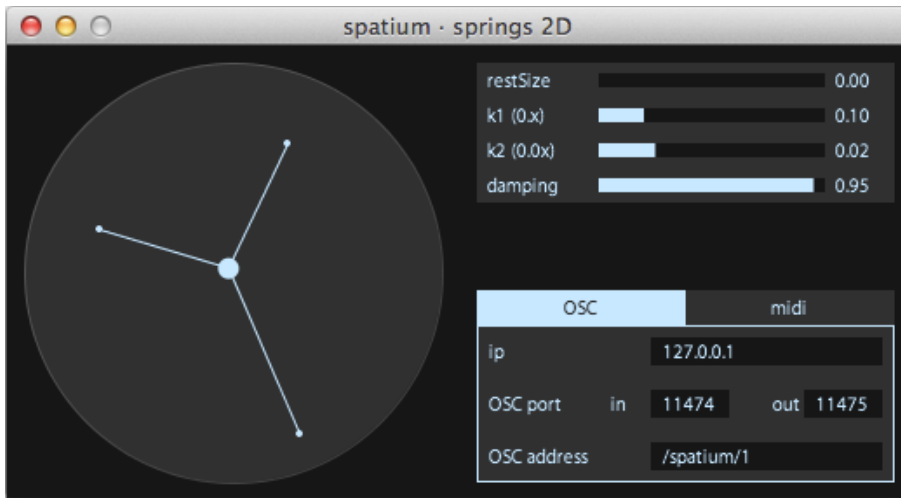 spatium · springs 2D
restSize 0.00
k1 (0.x) 0.10
k2 (0.0x) 0.02
damping 0.95
OSC midi
ip 127.0.0.1
OSC port in 11474 out 11475
OSC address /spatium/1